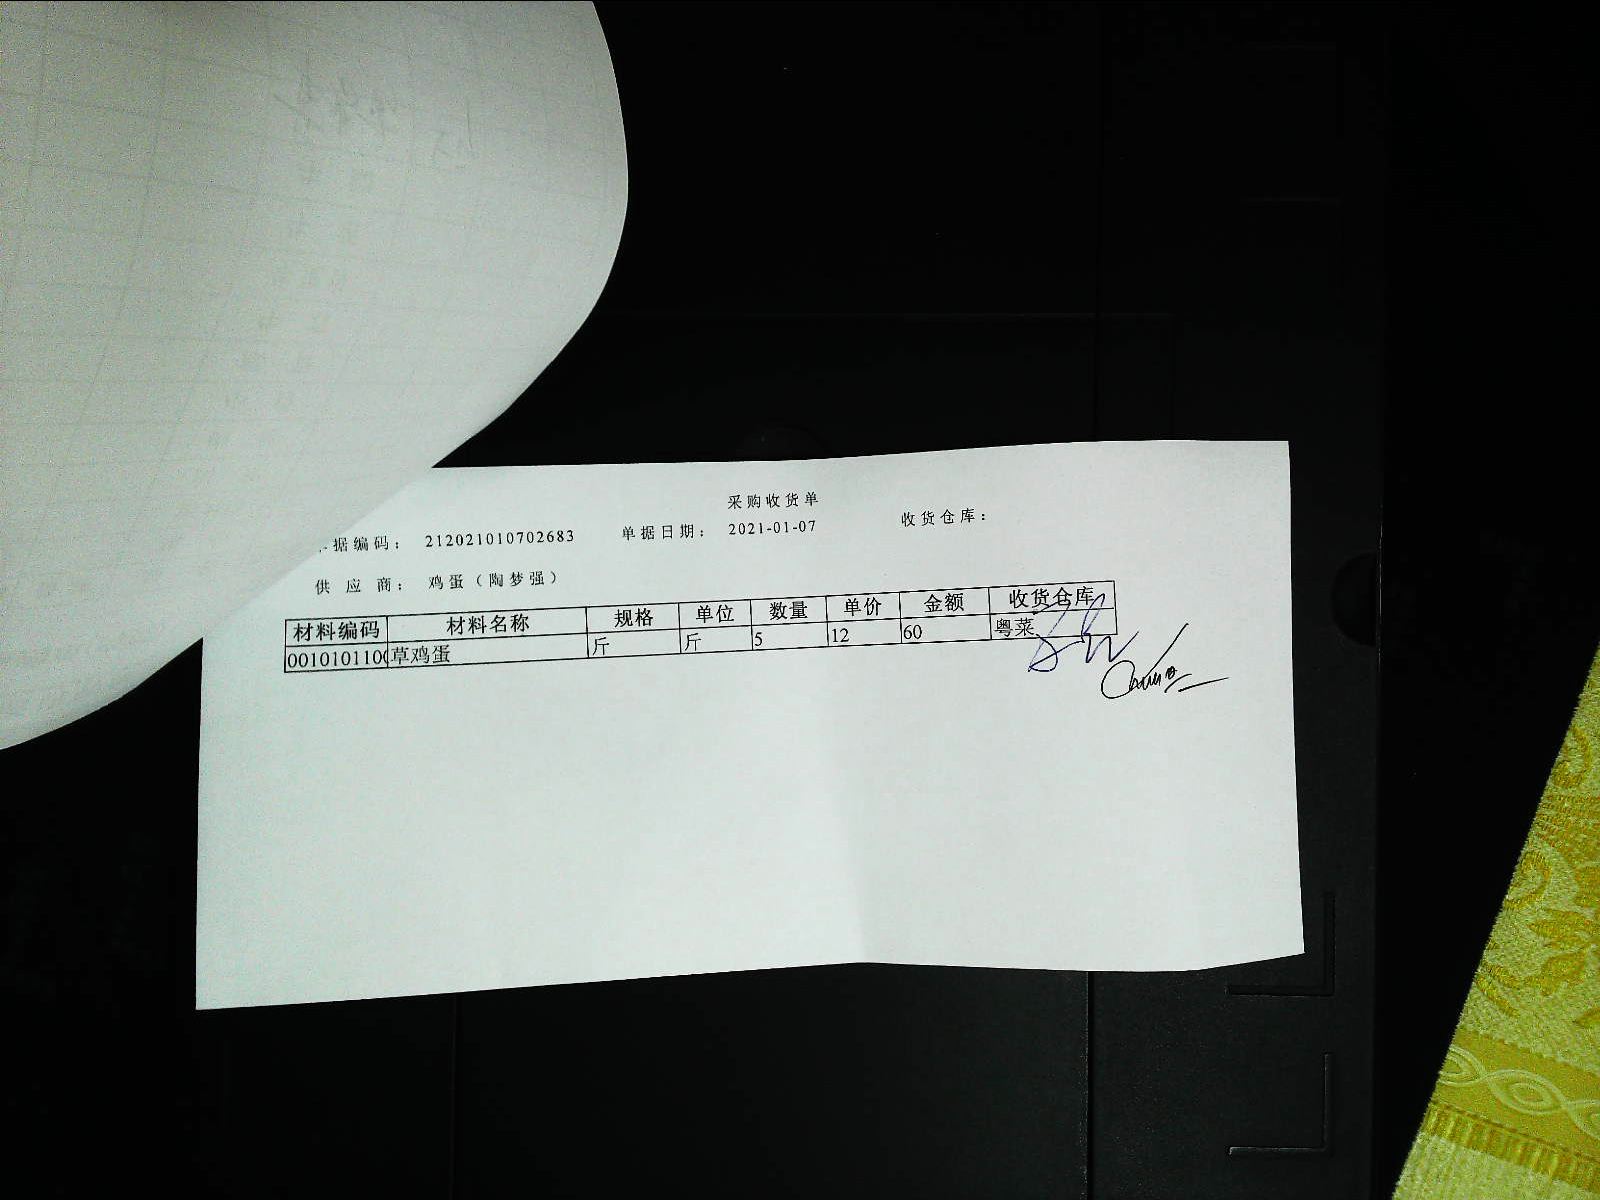 采购收货单
据编码： 212021010702683 单据日期： 2021-01-07 收货仓库：
供应商： 鸡蛋（陶梦强）
材料编码 材料名称 规格 单位 数量 单价 金额 收货仓库
0010101100 草鸡蛋 斤 斤 5 12 60 粤菜